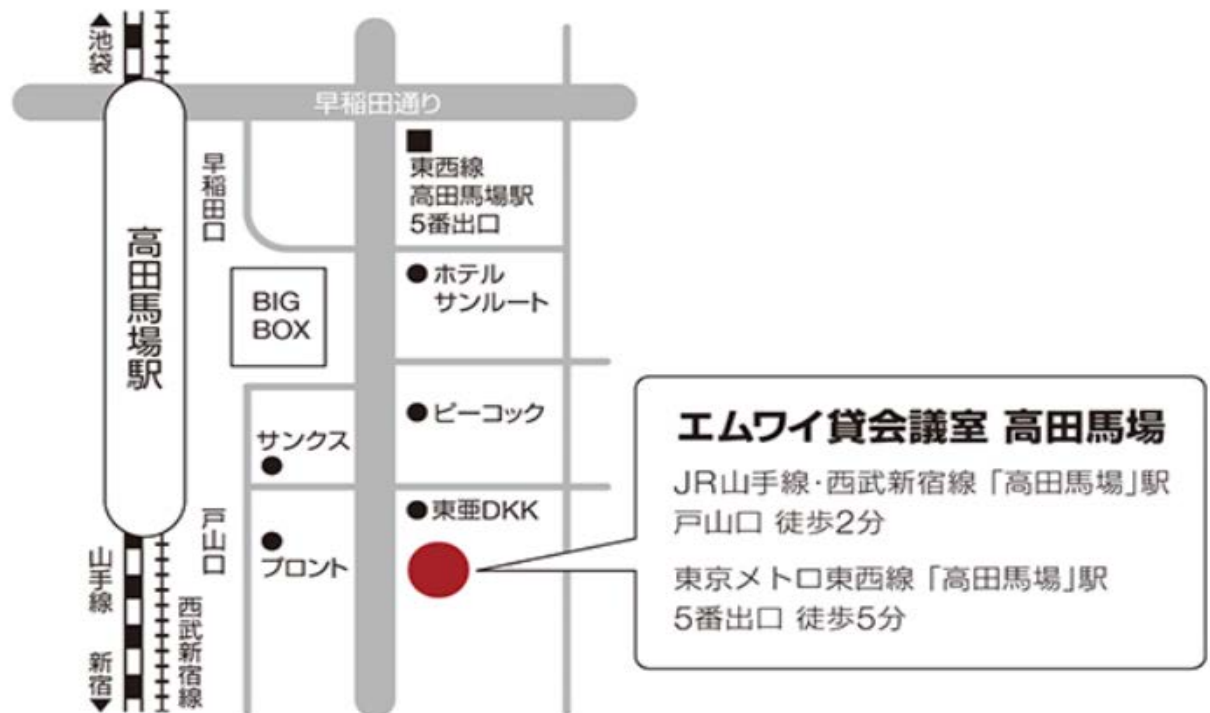 ▲池袋
早稲田通り
早稲田口
高田馬場駅
東西線
高田馬場駅
5番出口
BIG
BOX
ホテル
サンルート
ピーコック
サンクス
東亜DKK
戸山口
プロント
山手線
新宿▼
西武新宿線
エムワイ貸会議室 高田馬場
JR山手線・西武新宿線「高田馬場」駅
戸山口 徒歩2分
東京メトロ東西線「高田馬場」駅
5番出口 徒歩5分